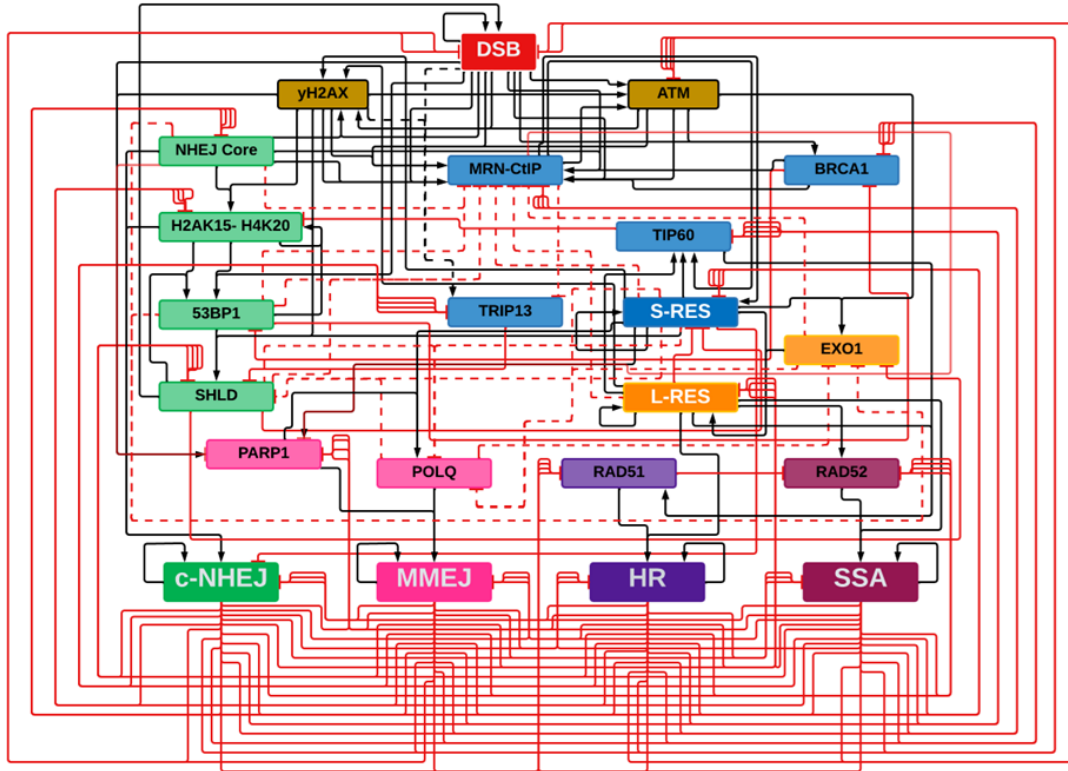 DSB
yH2AX
ATM
NHEJ Core
MRN-CtIP
BRCA1
H2AK15- H4K20
TIP60
53BP1
TRIP13
S-RES
EXO1
SHLD
L-RES
PARP1
POLQ
RAD51
RAD52
c-NHEJ
MMEJ
HR
SSA